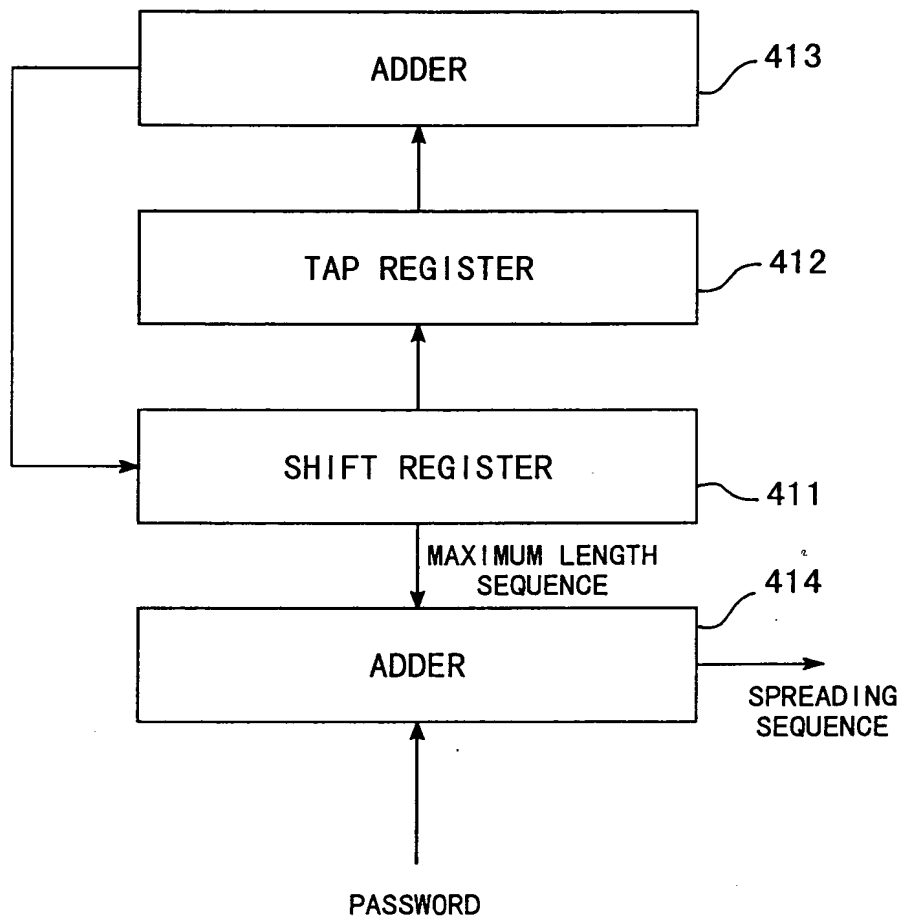 ADDER
413
TAP REGISTER
412
SHIFT REGISTER
411
MAXIMUM LENGTH
SEQUENCE
414
ADDER
SPREADING
SEQUENCE
PASSWORD